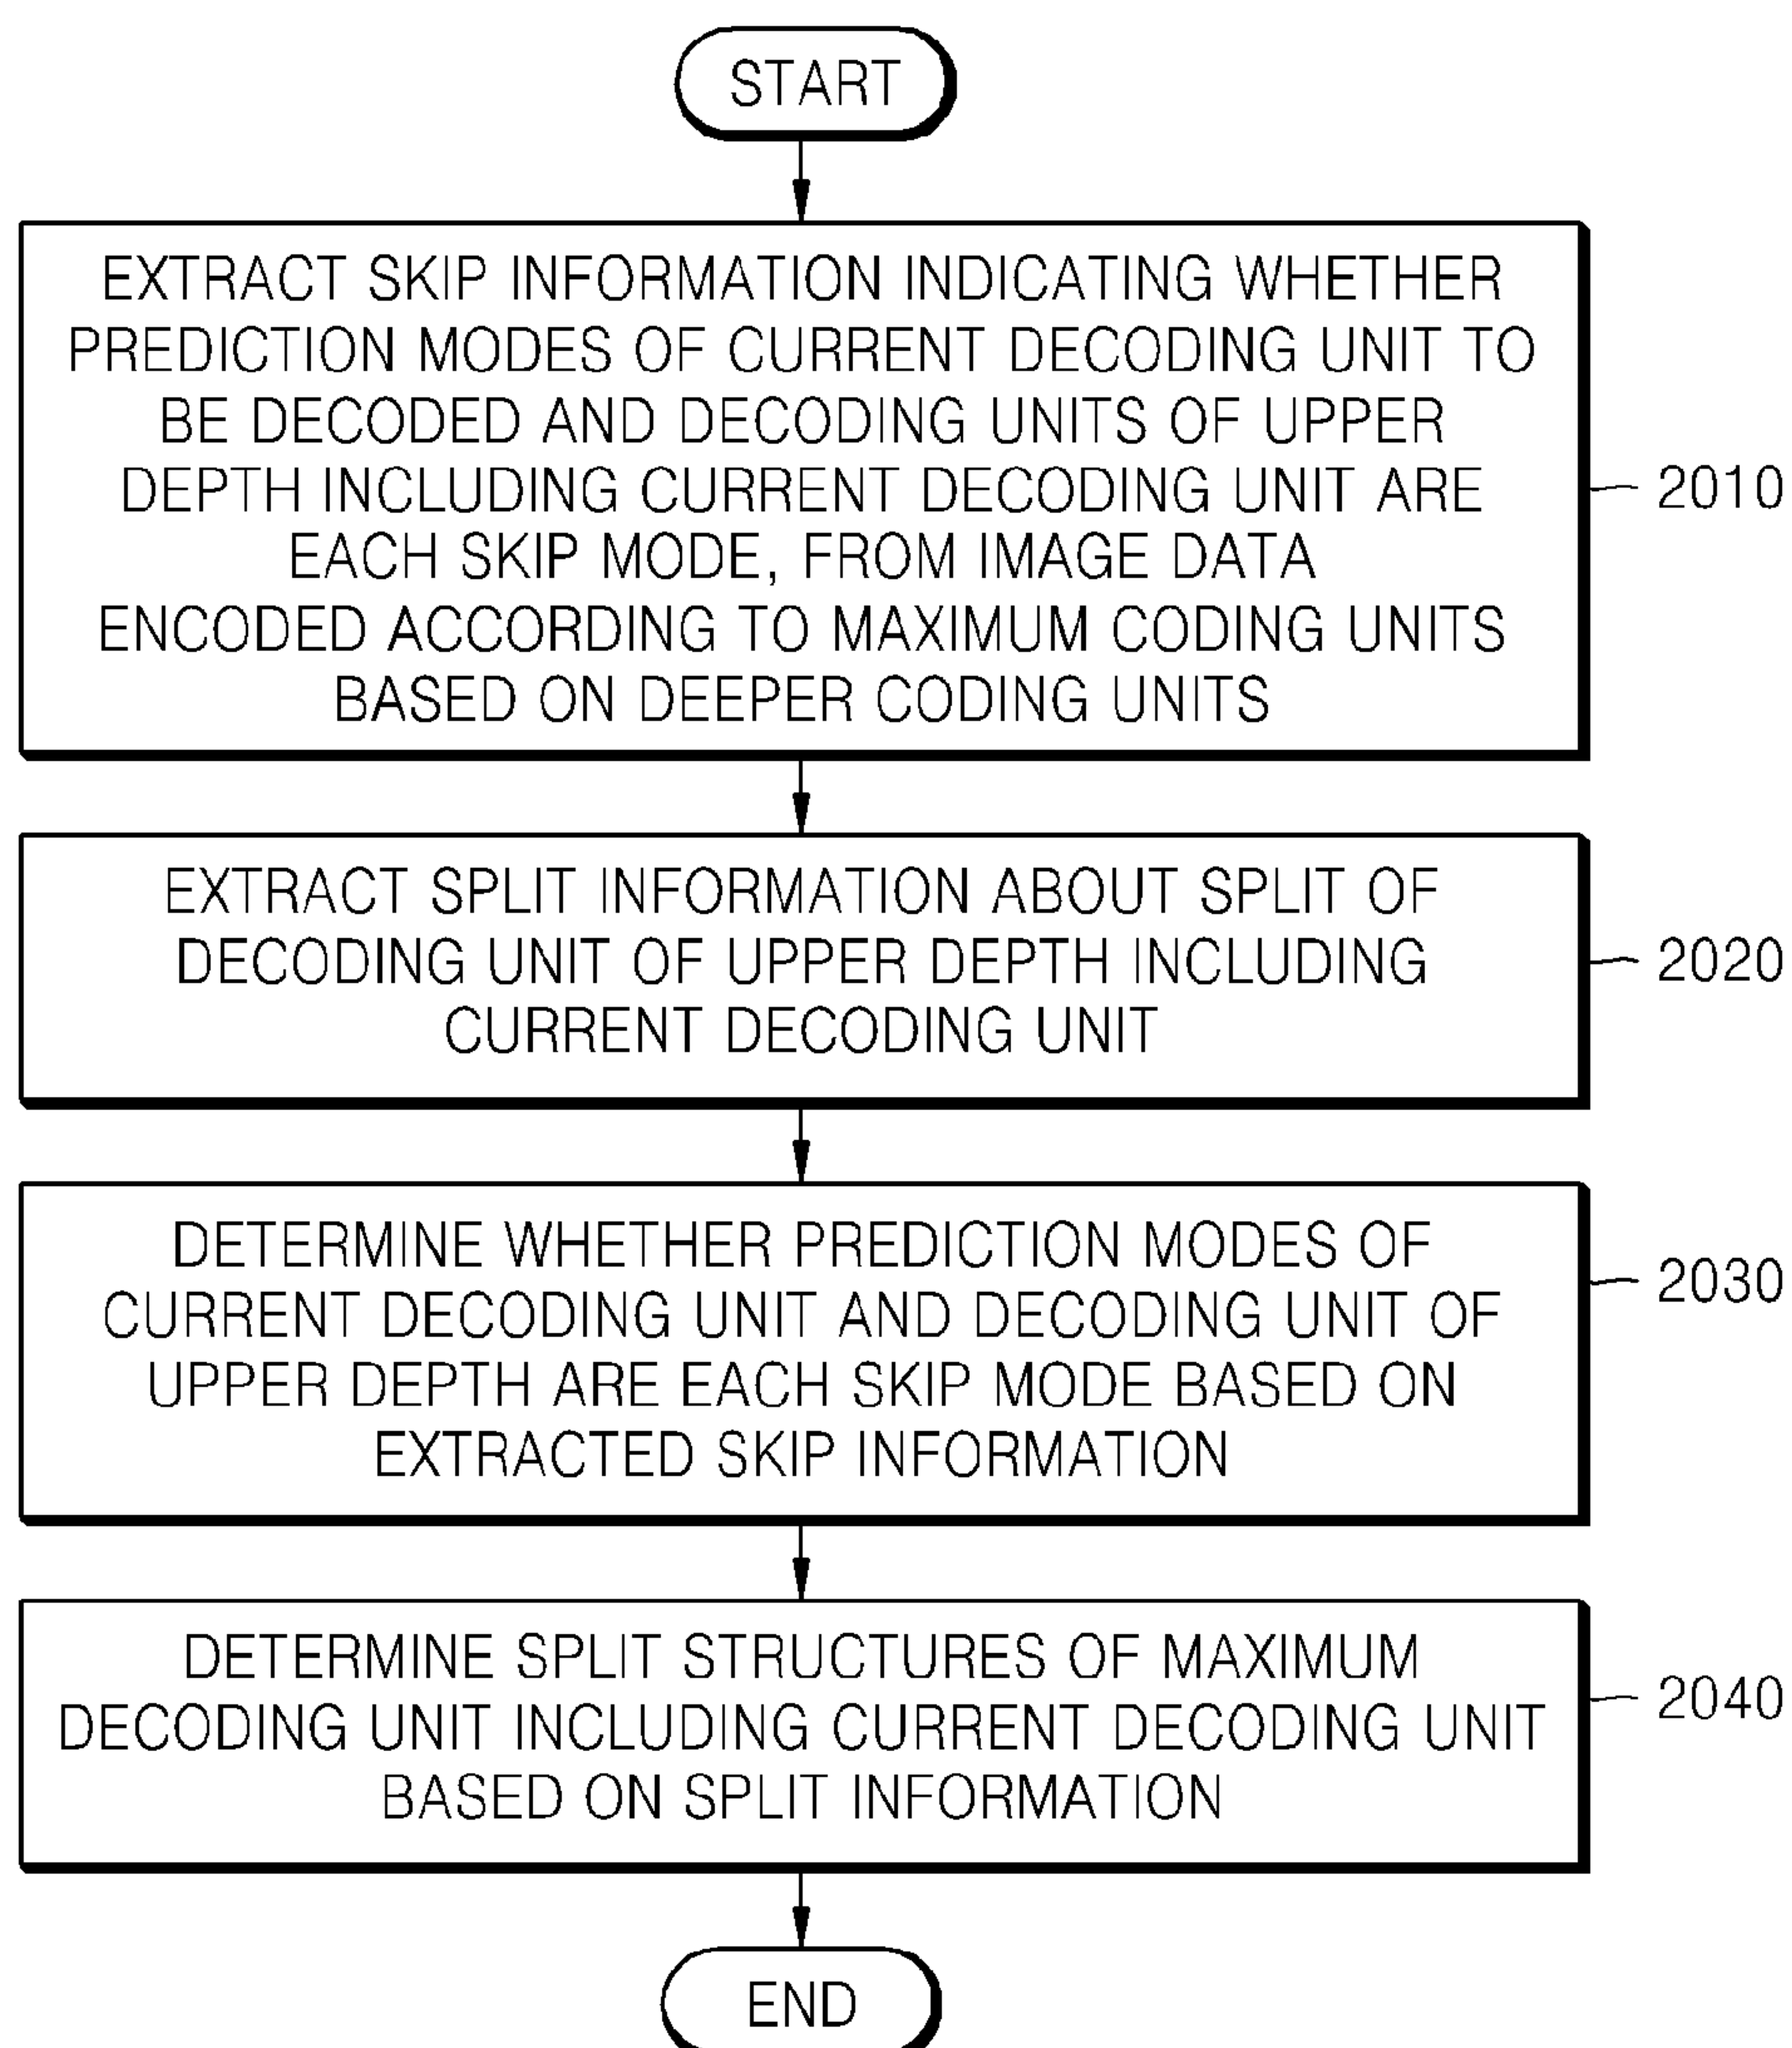 START
EXTRACT SKIP INFORMATION INDICATING WHETHER
PREDICTION MODES OF CURRENT DECODING UNIT TO
BE DECODED AND DECODING UNITS OF UPPER
DEPTH INCLUDING CURRENT DECODING UNIT ARE
EACH SKIP MODE, FROM IMAGE DATA
ENCODED ACCORDING TO MAXIMUM CODING UNITS
BASED ON DEEPER CODING UNITS
2010
EXTRACT SPLIT INFORMATION ABOUT SPLIT OF
DECODING UNIT OF UPPER DEPTH INCLUDING
CURRENT DECODING UNIT
2020
DETERMINE WHETHER PREDICTION MODES OF
CURRENT DECODING UNIT AND DECODING UNIT OF
UPPER DEPTH ARE EACH SKIP MODE BASED ON
EXTRACTED SKIP INFORMATION
2030
DETERMINE SPLIT STRUCTURES OF MAXIMUM
DECODING UNIT INCLUDING CURRENT DECODING UNIT
BASED ON SPLIT INFORMATION
2040
END